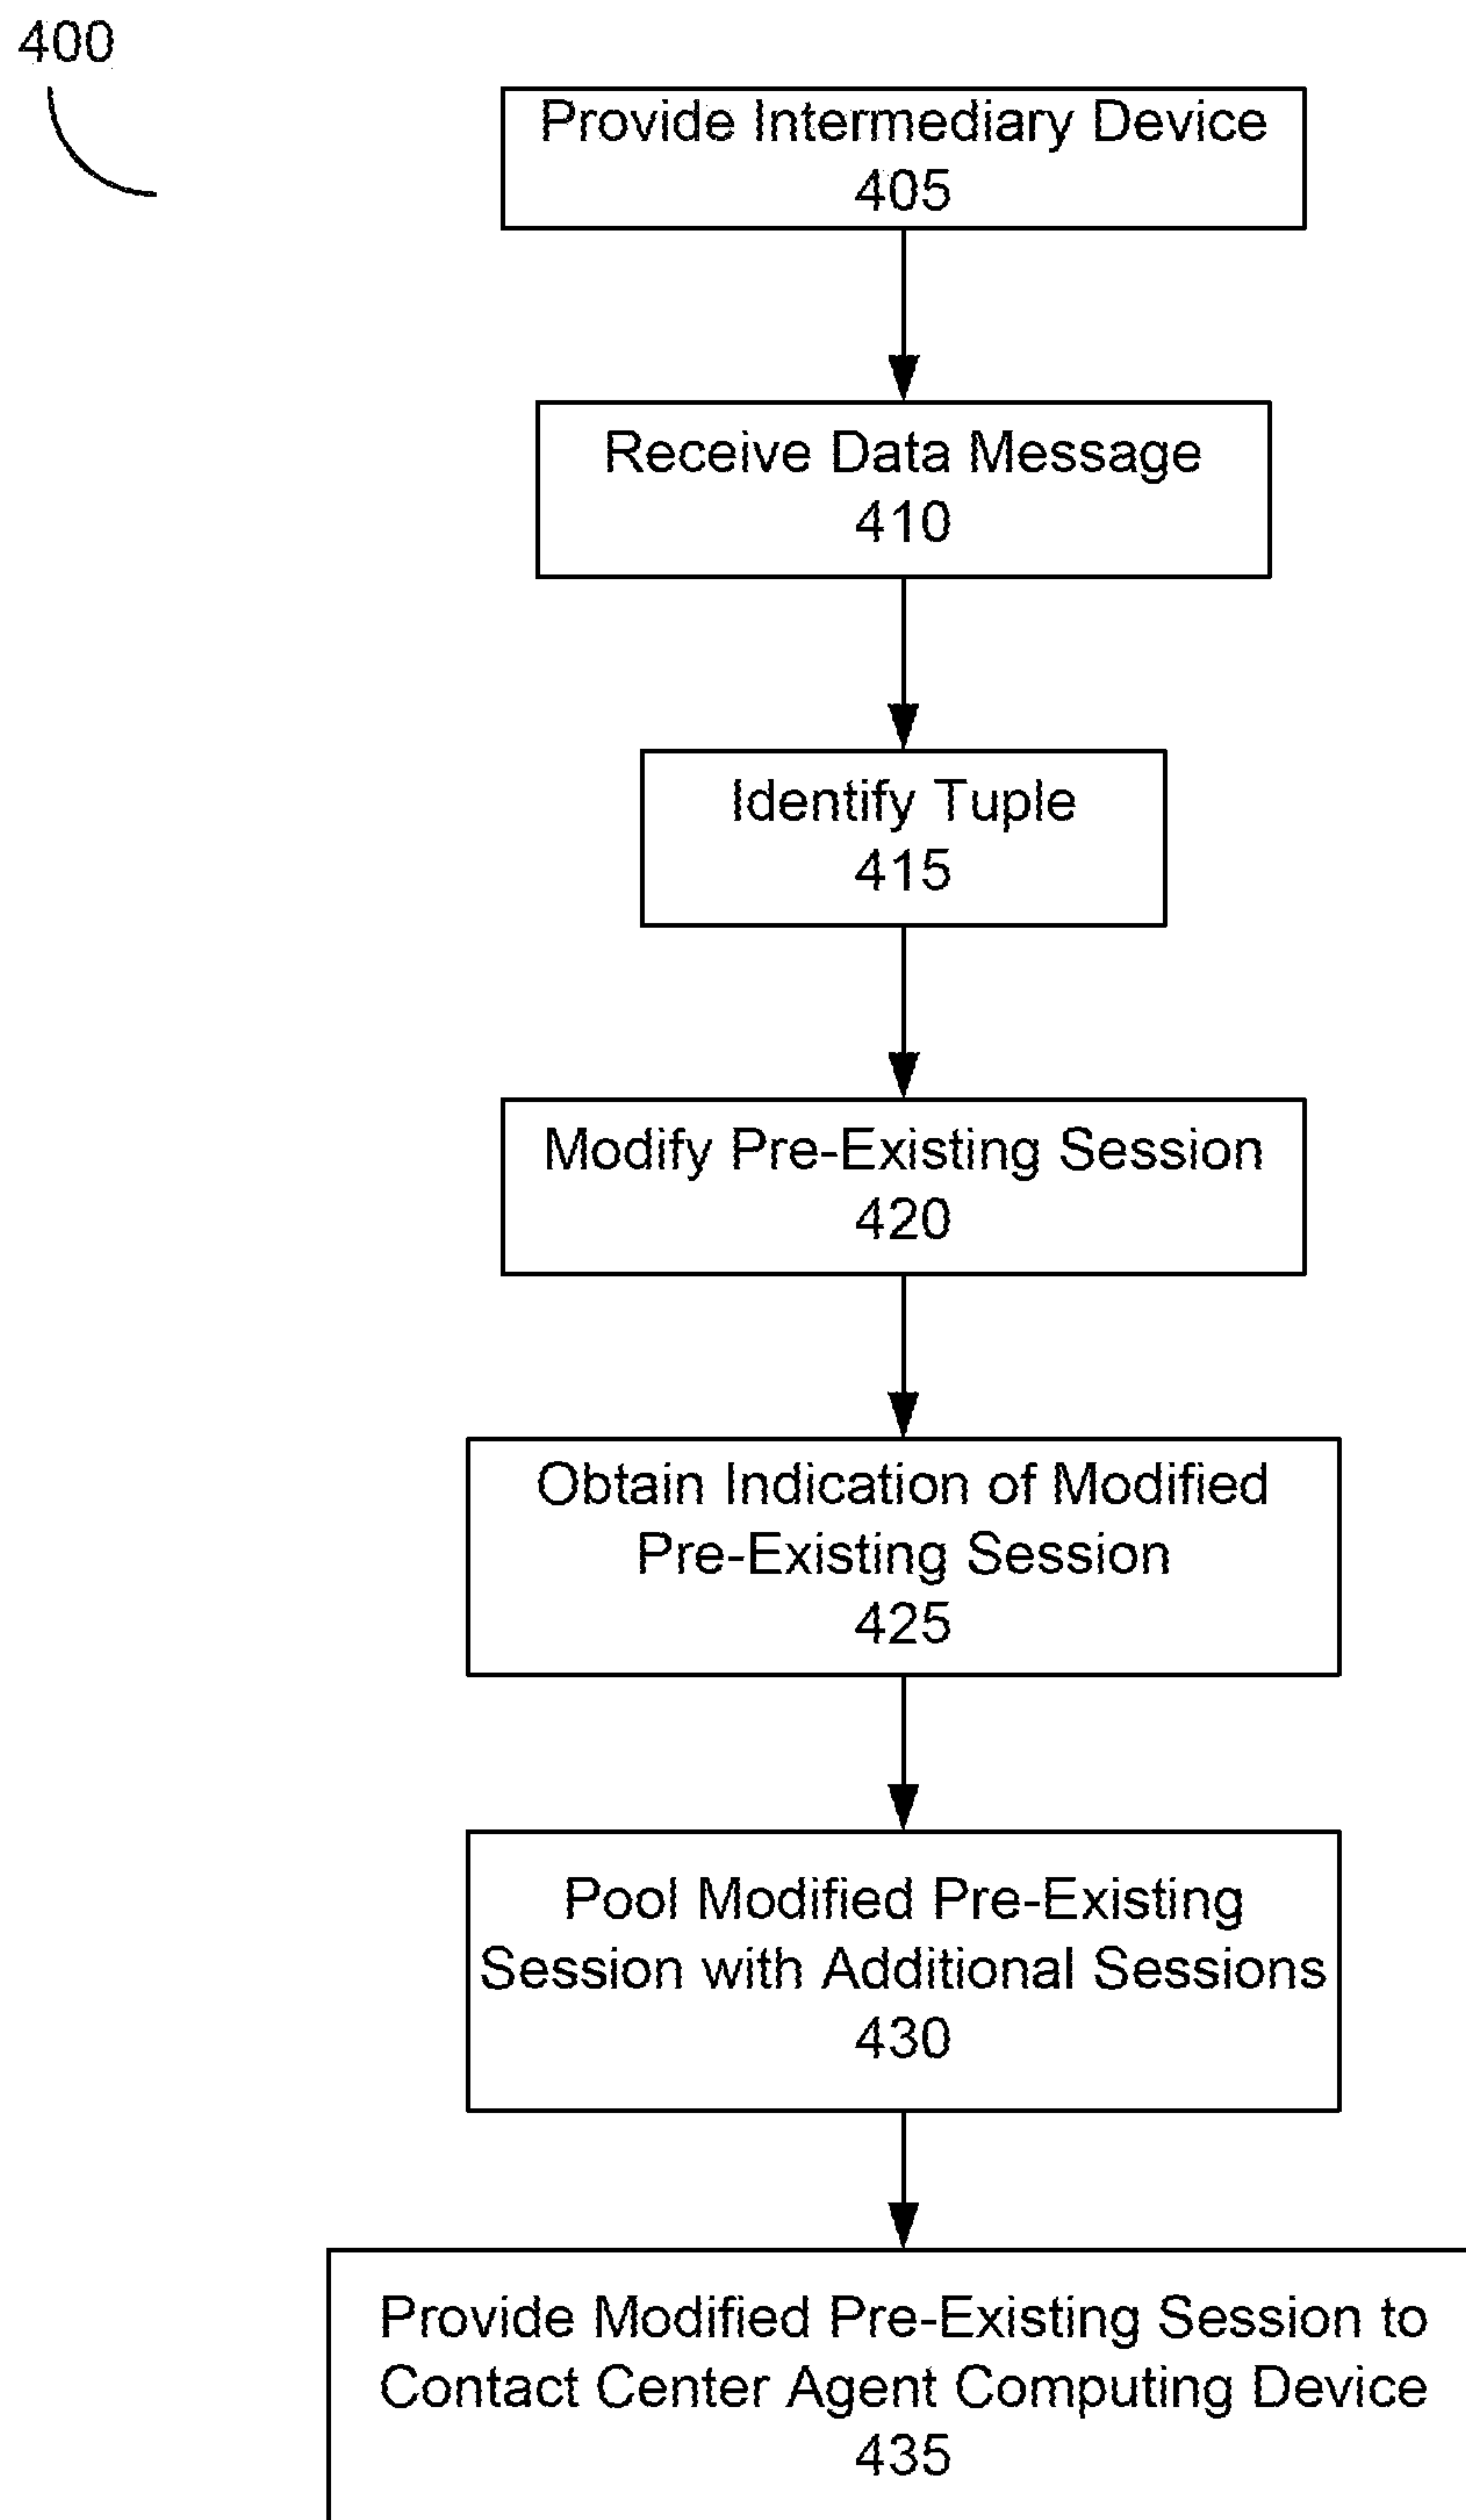 400
Provide Intermediary Device
405
Receive Data Message
410
Identify Tuple
415
Modify Pre-Existing Session
420
Obtain Indication of Modified
Pre-Existing Session
425
Pool Modified Pre-Existing
Session with Additional Sessions
430
Provide Modified Pre-Existing Session to
Contact Center Agent Computing Device
435